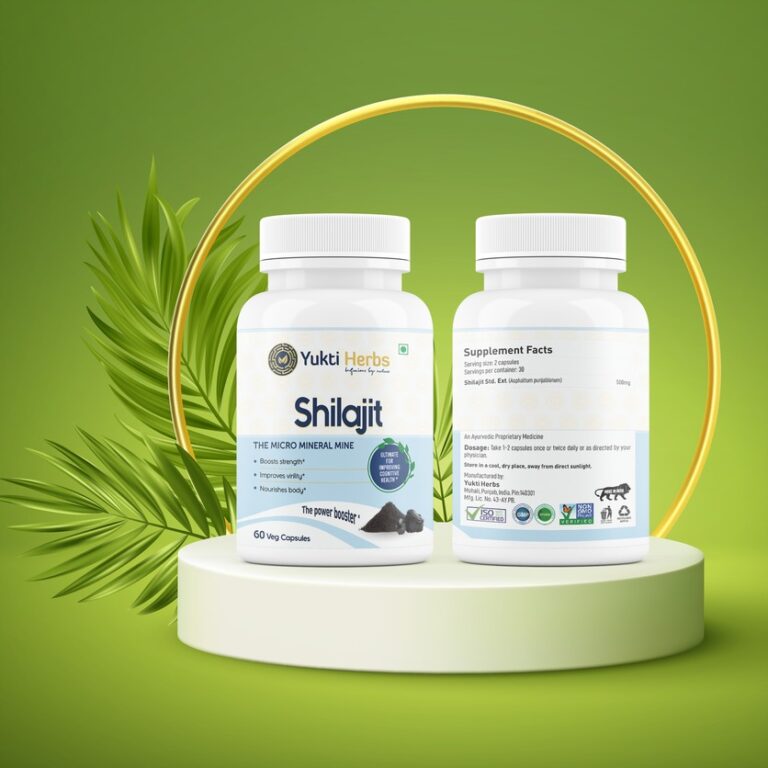 Yukti Herbs
Infusion by nature
Shilajit
THE MICRO MINERAL MINE
Boosts strength*
Improves virility*
Nourishes body*
ULTIMATE
FOR
IMPROVING
COGNITIVE
HEALTH*
The power booster*
60 Veg Capsules
Supplement Facts
Serving size: 2 capsules
Servings per container: 30
Shilajit Std. Ext. (Asphaltum punjabianum) 500mg
An Ayurvedic Proprietary Medicine
Dosage: Take 1-2 capsules once or twice daily or as directed by your
physician.
Store in a cool, dry place, away from direct sunlight.
Manufactured by:
Yukti Herbs
Mohali, Punjab, India. Pin:140301
Mfg. Lic. No. 43-AY.PB.
ISO
CERTIFIED
GMP
NON
GMO
VERIFIED